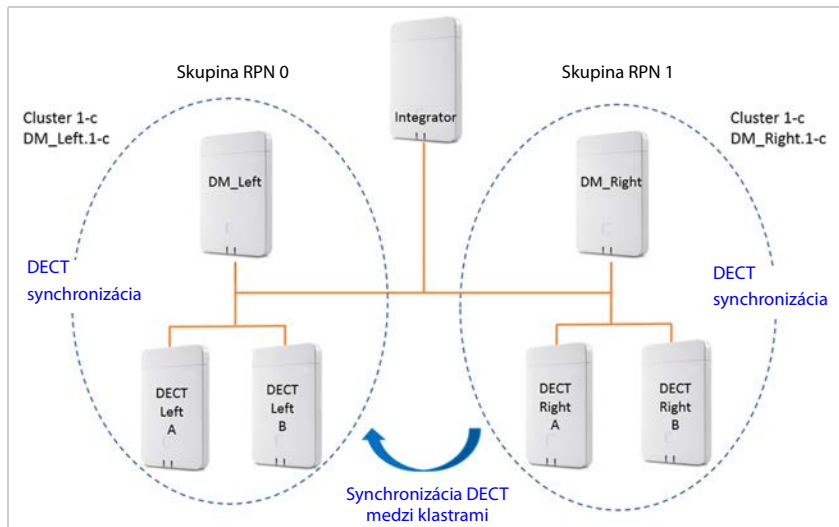 Skupina RPN 0
Skupina RPN 1
Integrator
Cluster 1-c
DM_Left.1-c
Cluster 1-c
DM_Right.1-c
DM_Left
DM_Right
DECT
synchronizácia
DECT
synchronizácia
DECT
Left
A
DECT
Left
B
DECT
Right
A
DECT
Right
B
Synchronizácia DECT
medzi klastrami